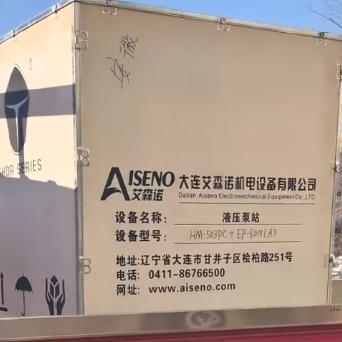 安徽
THOR SERIES
AISENO 大连艾森诺机电设备有限公司
艾森诺 Dalian Aiseno Electromechanical Equipment Co.,LTD
设备名称： 液压泵站
设备型号： HM-503PC+EP-80N(A)
地址:辽宁省大连市甘井子区桧柏路251号
电话: 0411-86766500
网址: www.aiseno.com